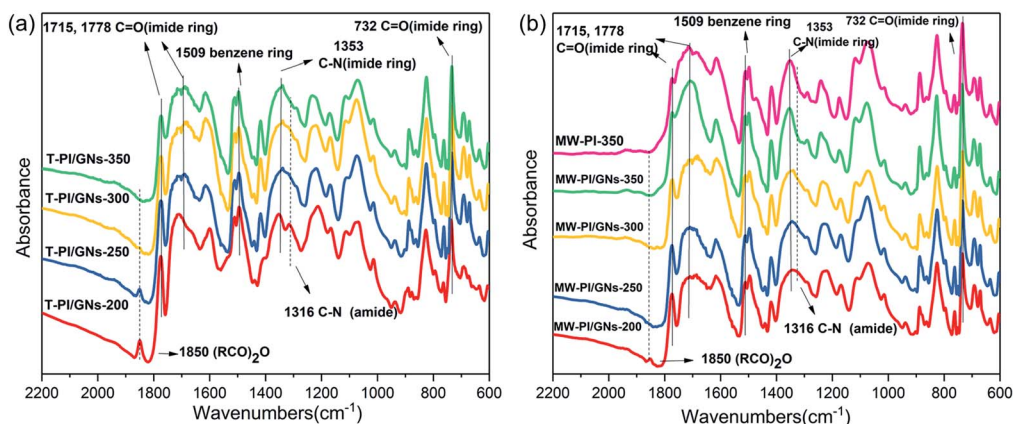 (a)
1715, 1778 C=O(imide ring)
732 C=O(imide ring)
1509 benzene ring
1353
C-N(imide ring)
T-PI/GNs-350
T-PI/GNs-300
T-PI/GNs-250
T-PI/GNs-200
1316 C-N (amide)
1850 (RCO)2O
Absorbance
2200 2000 1800 1600 1400 1200 1000 800 600
Wavenumbers(cm-1)
(b)
1715, 1778
C=O(imide ring)
1509 benzene ring
1353
C-N(imide ring)
732 C=O(imide ring)
MW-PI-350
MW-PI/GNs-350
MW-PI/GNs-300
MW-PI/GNs-250
MW-PI/GNs-200
1316 C-N (amide)
1850 (RCO)2O
Absorbance
2200 2000 1800 1600 1400 1200 1000 800 600
Wavenumbers(cm-1)